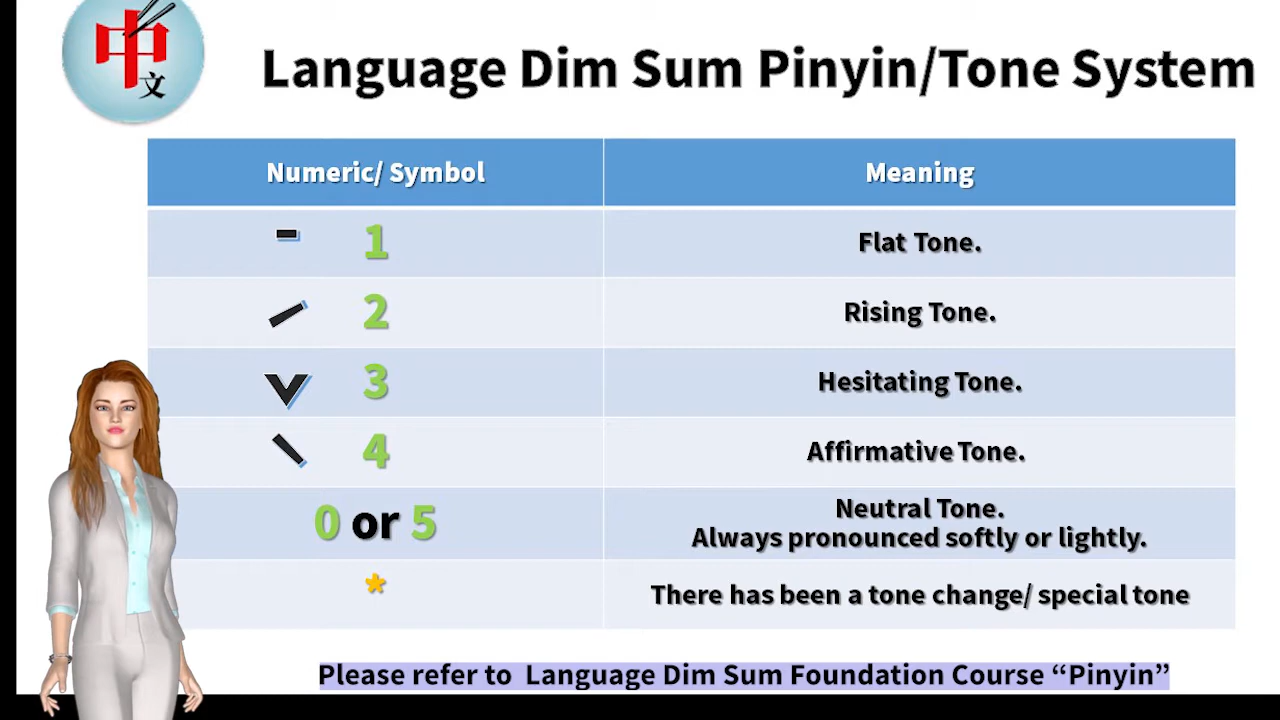 中文
Language Dim Sum Pinyin/Tone System
Numeric/ Symbol
Meaning
- 1
Flat Tone.
2
Rising Tone.
3
Hesitating Tone.
4
Affirmative Tone.
0 or 5
Neutral Tone.
Always pronounced softly or lightly.
*
There has been a tone change/ special tone
Please refer to Language Dim Sum Foundation Course “Pinyin”